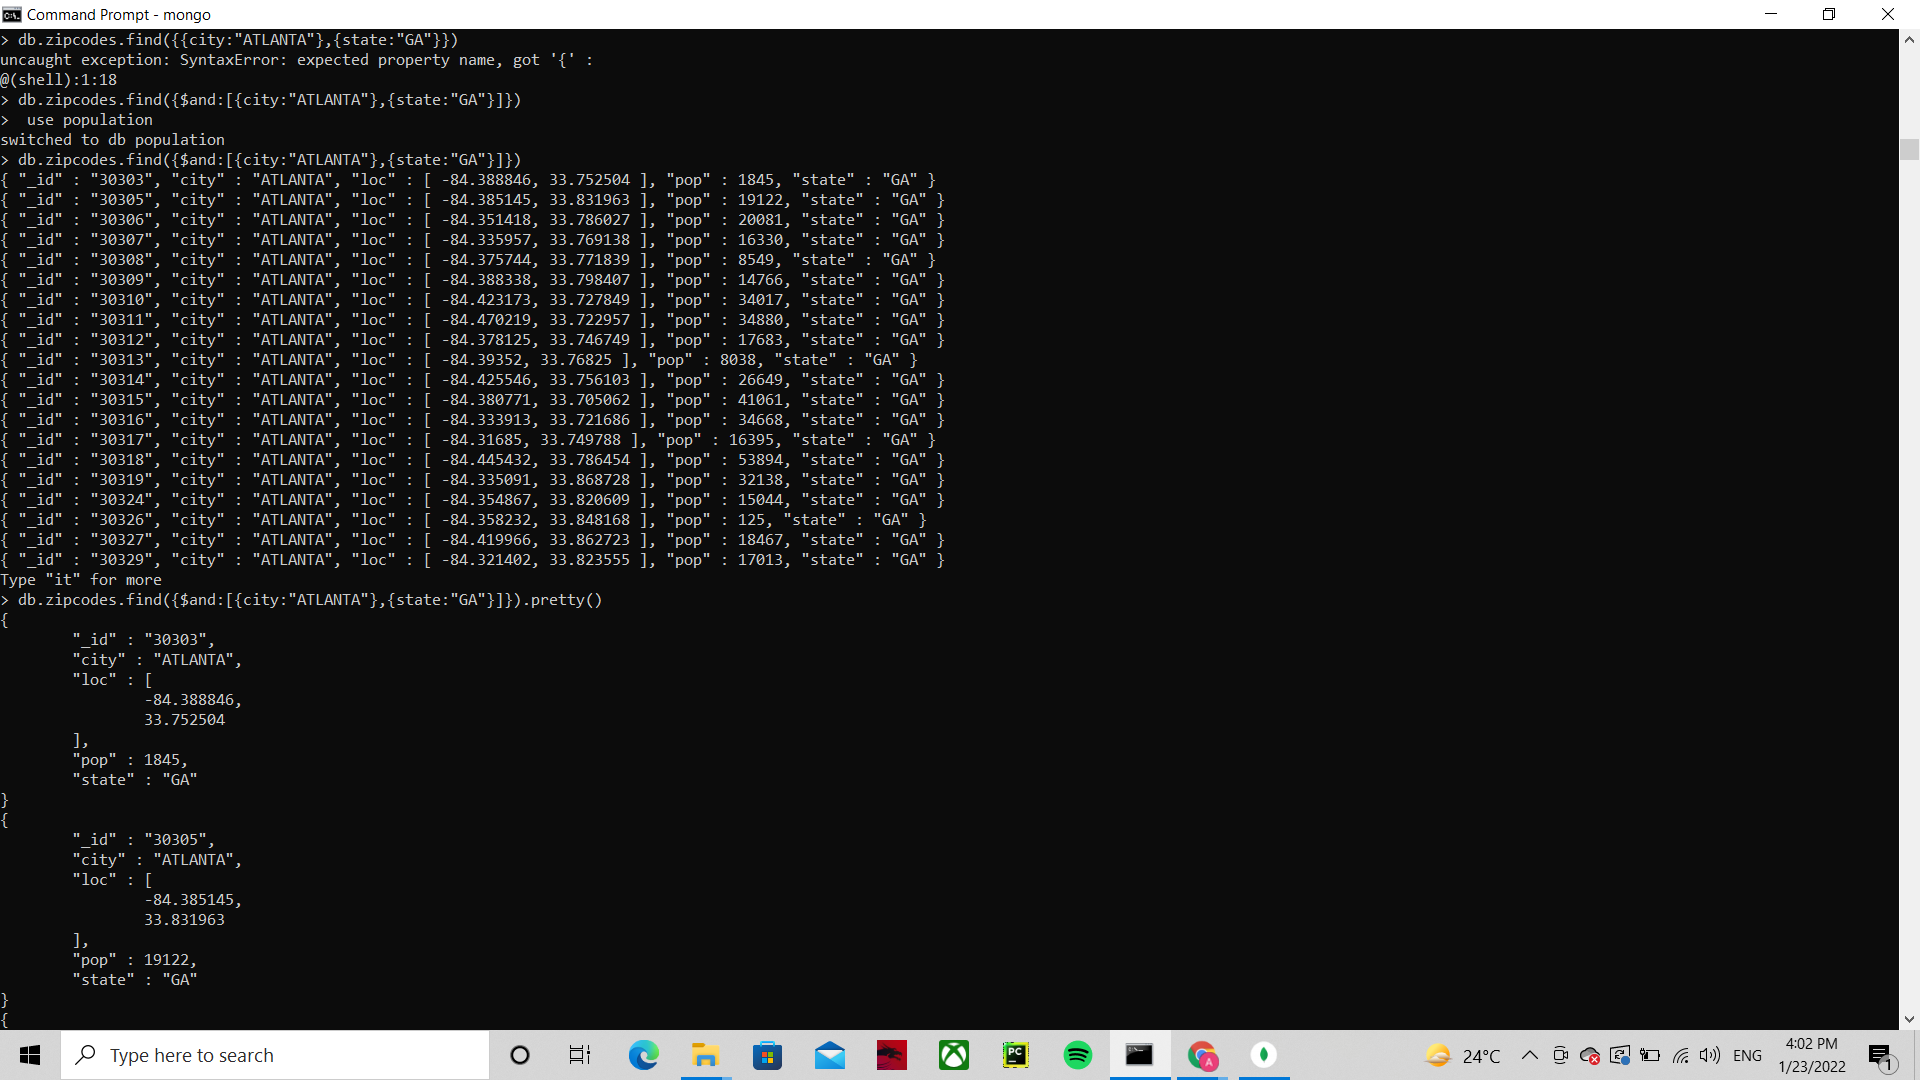 Command Prompt - mongo
> db.zipcodes.find({{city:"ATLANTA"},{state:"GA"}})
uncaught exception: SyntaxError: expected property name, got '{' :
@(shell):1:18
> db.zipcodes.find({$and:[{city:"ATLANTA"},{state:"GA"}]})
>  use population
switched to db population
> db.zipcodes.find({$and:[{city:"ATLANTA"},{state:"GA"}]})
{ "_id" : "30303", "city" : "ATLANTA", "loc" : [ -84.388846, 33.752504 ], "pop" : 1845, "state" : "GA" }
{ "_id" : "30305", "city" : "ATLANTA", "loc" : [ -84.385145, 33.831963 ], "pop" : 19122, "state" : "GA" }
{ "_id" : "30306", "city" : "ATLANTA", "loc" : [ -84.351418, 33.786027 ], "pop" : 20081, "state" : "GA" }
{ "_id" : "30307", "city" : "ATLANTA", "loc" : [ -84.335957, 33.769138 ], "pop" : 16330, "state" : "GA" }
{ "_id" : "30308", "city" : "ATLANTA", "loc" : [ -84.375744, 33.771839 ], "pop" : 8549, "state" : "GA" }
{ "_id" : "30309", "city" : "ATLANTA", "loc" : [ -84.388338, 33.798407 ], "pop" : 14766, "state" : "GA" }
{ "_id" : "30310", "city" : "ATLANTA", "loc" : [ -84.423173, 33.727849 ], "pop" : 34017, "state" : "GA" }
{ "_id" : "30311", "city" : "ATLANTA", "loc" : [ -84.470219, 33.722957 ], "pop" : 34880, "state" : "GA" }
{ "_id" : "30312", "city" : "ATLANTA", "loc" : [ -84.378125, 33.746749 ], "pop" : 17683, "state" : "GA" }
{ "_id" : "30313", "city" : "ATLANTA", "loc" : [ -84.39352, 33.76825 ], "pop" : 8038, "state" : "GA" }
{ "_id" : "30314", "city" : "ATLANTA", "loc" : [ -84.425546, 33.756103 ], "pop" : 26649, "state" : "GA" }
{ "_id" : "30315", "city" : "ATLANTA", "loc" : [ -84.380771, 33.705062 ], "pop" : 41061, "state" : "GA" }
{ "_id" : "30316", "city" : "ATLANTA", "loc" : [ -84.333913, 33.721686 ], "pop" : 34668, "state" : "GA" }
{ "_id" : "30317", "city" : "ATLANTA", "loc" : [ -84.31685, 33.749788 ], "pop" : 16395, "state" : "GA" }
{ "_id" : "30318", "city" : "ATLANTA", "loc" : [ -84.445432, 33.786454 ], "pop" : 53894, "state" : "GA" }
{ "_id" : "30319", "city" : "ATLANTA", "loc" : [ -84.335091, 33.868728 ], "pop" : 32138, "state" : "GA" }
{ "_id" : "30324", "city" : "ATLANTA", "loc" : [ -84.354867, 33.820609 ], "pop" : 15044, "state" : "GA" }
{ "_id" : "30326", "city" : "ATLANTA", "loc" : [ -84.358232, 33.848168 ], "pop" : 125, "state" : "GA" }
{ "_id" : "30327", "city" : "ATLANTA", "loc" : [ -84.419966, 33.862723 ], "pop" : 18467, "state" : "GA" }
{ "_id" : "30329", "city" : "ATLANTA", "loc" : [ -84.321402, 33.823555 ], "pop" : 17013, "state" : "GA" }
Type "it" for more
> db.zipcodes.find({$and:[{city:"ATLANTA"},{state:"GA"}]}).pretty()
{
        "_id" : "30303",
        "city" : "ATLANTA",
        "loc" : [
                -84.388846,
                33.752504
        ],
        "pop" : 1845,
        "state" : "GA"
}
{
        "_id" : "30305",
        "city" : "ATLANTA",
        "loc" : [
                -84.385145,
                33.831963
        ],
        "pop" : 19122,
        "state" : "GA"
}
{
Type here to search
PC
A
24°C
ENG
4:02 PM
1/23/2022
1